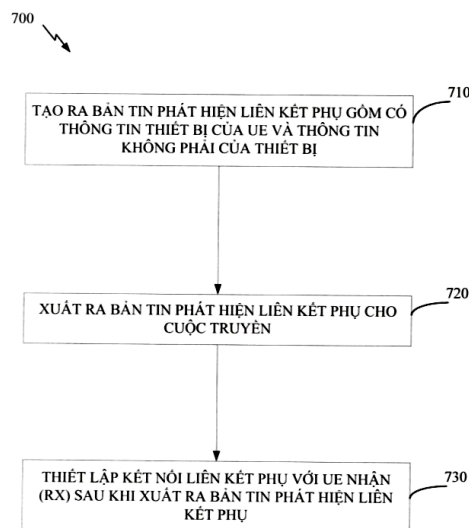 700
710
TẠO RA BẢN TIN PHÁT HIỆN LIÊN KẾT PHỤ GỒM CÓ
THÔNG TIN THIẾT BỊ CỦA UE VÀ THÔNG TIN
KHÔNG PHẢI CỦA THIẾT BỊ
720
XUẤT RA BẢN TIN PHÁT HIỆN LIÊN KẾT PHỤ CHO
CUỘC TRUYỀN
730
THIẾT LẬP KẾT NỐI LIÊN KẾT PHỤ VỚI UE NHẬN
(RX) SAU KHI XUẤT RA BẢN TIN PHÁT HIỆN LIÊN
KẾT PHỤ